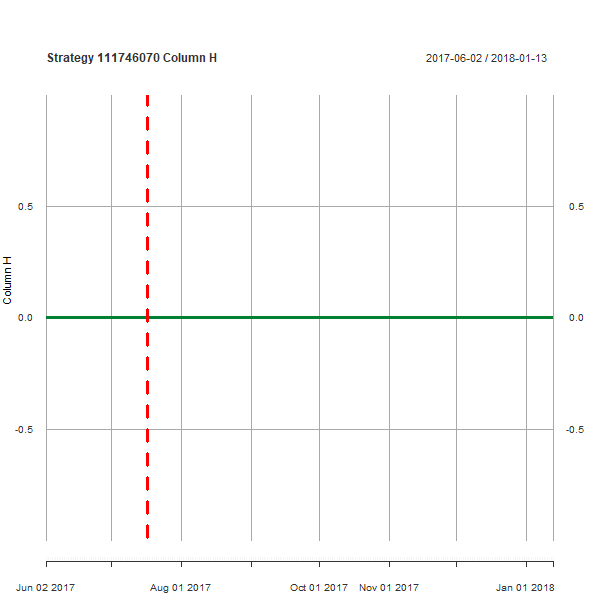 Strategy 111746070 Column H
2017-06-02 / 2018-01-13
0.5
0.5
Column H
0.0
0.0
-0.5
-0.5
Jun 02 2017
Aug 01 2017
Oct 01 2017
Nov 01 2017
Jan 01 2018